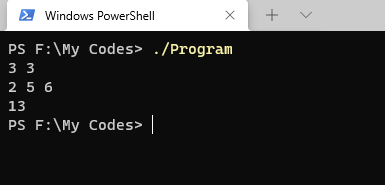 Windows PowerShell
PS F:\My Codes> ./Program
3 3
2 5 6
13
PS F:\My Codes>